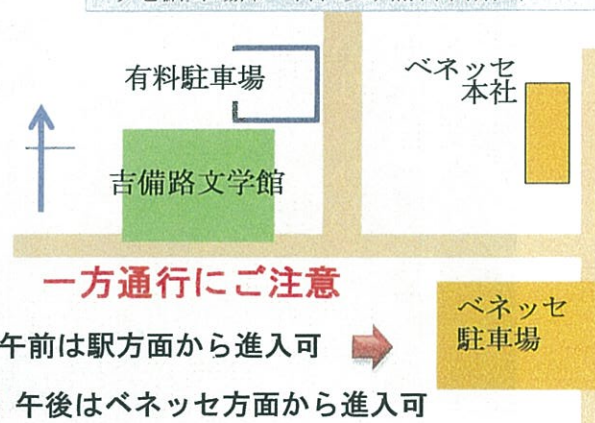 有料駐車場
ベネッセ
本社
吉備路文学館
一方通行にご注意
ベネッセ
駐車場
午前は駅方面から進入可
午後はベネッセ方面から進入可